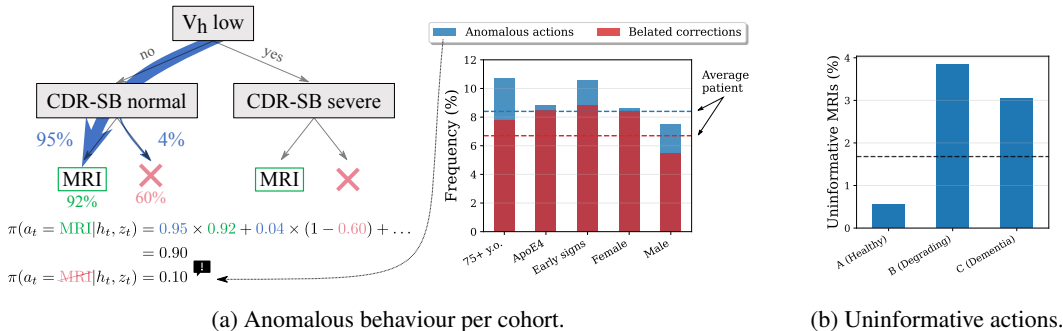 V_h low
no
yes
CDR-SB normal
CDR-SB severe
95%
4%
MRI
92%
60%
MRI
π(a_t = MRI|h_t, z_t) = 0.95 × 0.92 + 0.04 × (1 − 0.60) + ...
= 0.90
π(a_t = MRI|h_t, z_t) = 0.10 !
Anomalous actions
Belated corrections
Frequency (%)
12
10
8
6
4
2
0
Average
patient
75+ y.o.
ApoE4
Early signs
Female
Male
(a) Anomalous behaviour per cohort.
Uninformative MRIs (%)
4
3
2
1
0
A (Healthy)
B (Degrading)
C (Dementia)
(b) Uninformative actions.